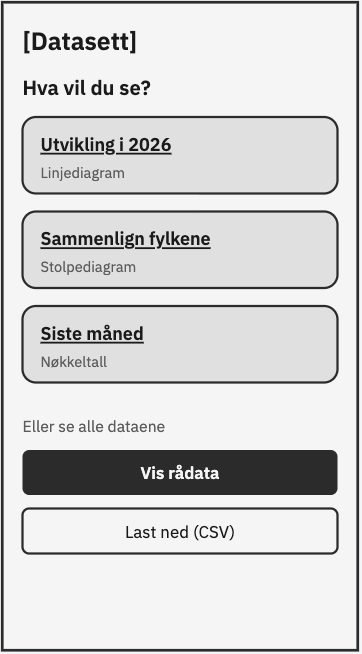 [Datasett]
Hva vil du se?
Utvikling i 2026
Linjediagram
Sammenlign fylkene
Stolpediagram
Siste måned
Nøkkeltall
Eller se alle dataene
Vis rådata
Last ned (CSV)